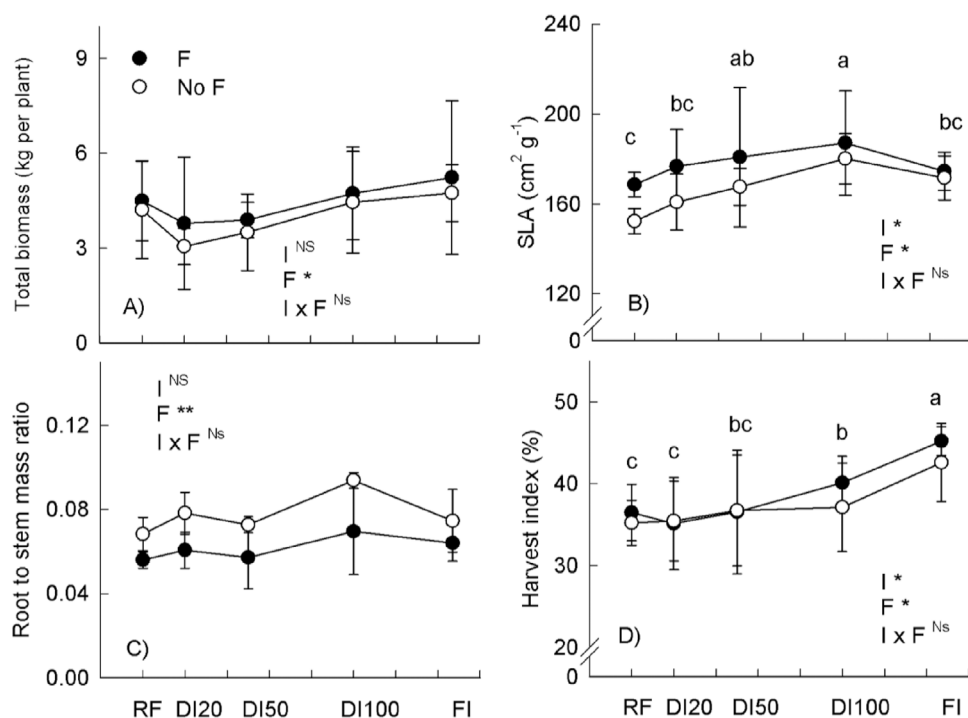 9
6
3
0
Total biomass (kg per plant)
F
No F
I NS
F *
I x F Ns
A)
240
200
160
120
0
SLA (cm2 g-1)
c
bc
ab
a
bc
I *
F *
I x F Ns
B)
0.12
0.08
0.04
0.00
Root to stem mass ratio
I NS
F **
I x F Ns
C)
RF DI20 DI50 DI100 FI
50
40
30
20
0
Harvest index (%)
c
c
bc
b
a
I *
F *
I x F Ns
D)
RF DI20 DI50 DI100 FI